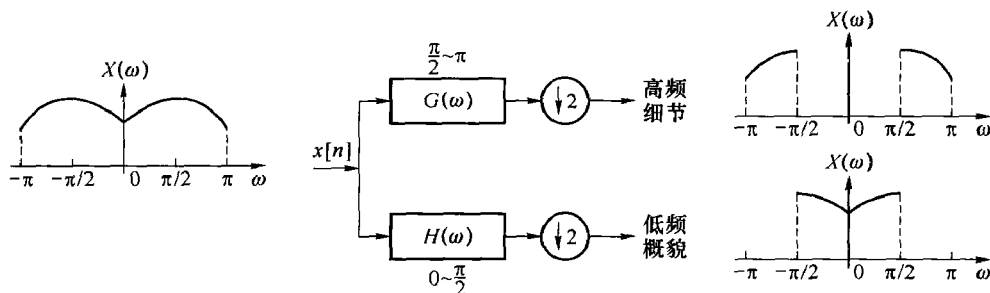 X(ω)
-π -π/2 0 π/2 π ω
x[n]
π/2~π
G(ω)
↓2
高频
细节
H(ω)
0~π/2
↓2
低频
概貌
X(ω)
-π -π/2 0 π/2 π ω
X(ω)
-π -π/2 0 π/2 π ω